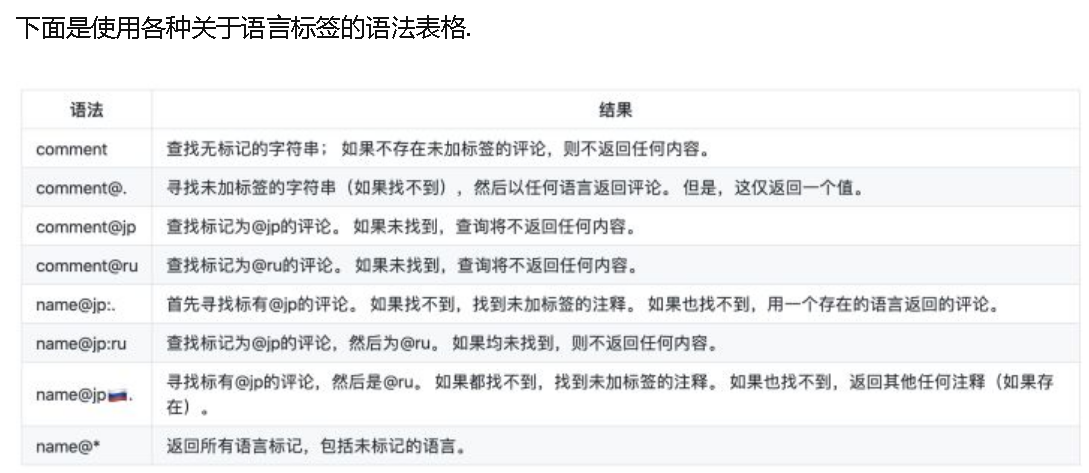 下面是使用各种关于语言标签的语法表格.
语法 结果
comment 查找无标记的字符串； 如果不存在未加标签的评论，则不返回任何内容。
comment@. 寻找未加标签的字符串（如果找不到）, 然后以任何语言返回评论。 但是，这仅返回一个值。
comment@jp 查找标记为@jp的评论。 如果未找到，查询将不返回任何内容。
comment@ru 查找标记为@ru的评论。 如果未找到，查询将不返回任何内容。
name@jp:. 首先寻找标有@jp的评论。 如果找不到，找到未加标签的注释。 如果也找不到，用一个存在的语言返回的评论。
name@jp:ru 查找标记为@jp的评论，然后为@ru。 如果均未找到，则不返回任何内容。
name@jp🇷🇺. 寻找标有@jp的评论，然后是@ru。 如果都找不到，找到未加标签的注释。 如果也找不到，返回其他任何注释（如果存
在）。
name@* 返回所有语言标记，包括未标记的语言。